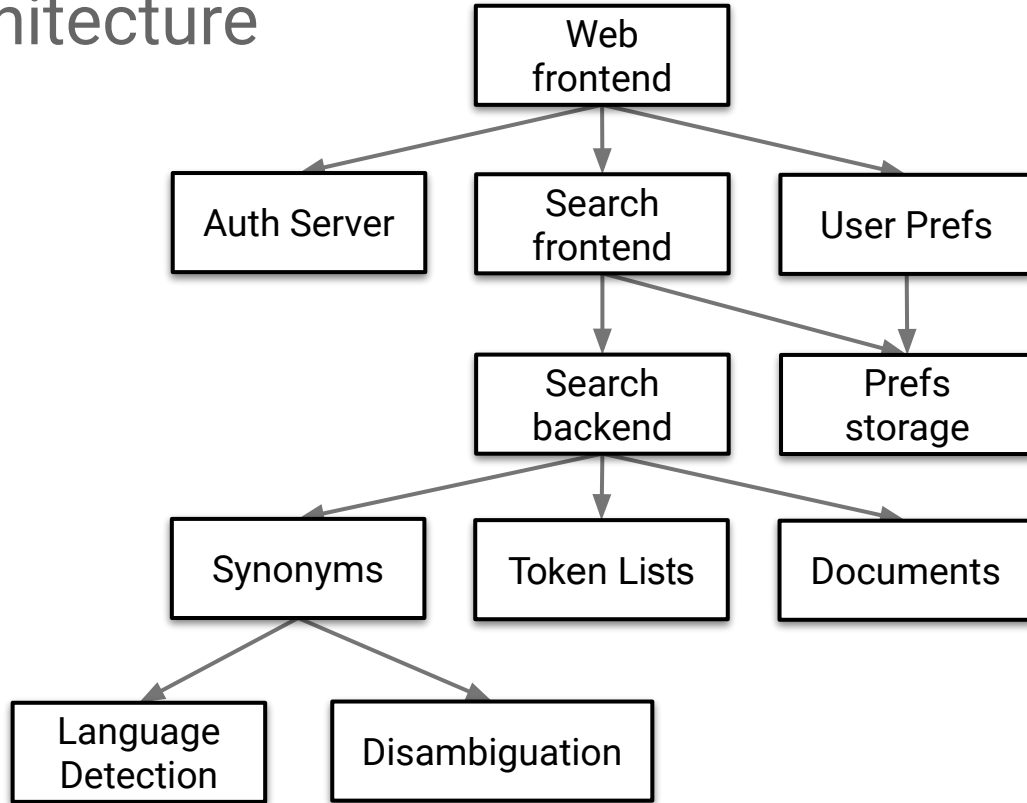 Web
frontend
Auth Server
Search
frontend
User Prefs
Search
backend
Prefs
storage
Synonyms
Token Lists
Documents
Language
Detection
Disambiguation